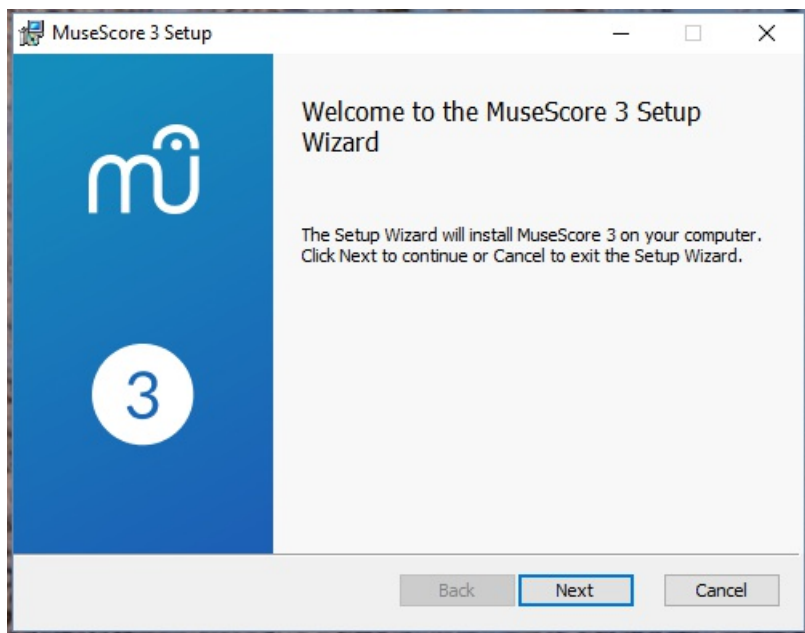 MuseScore 3 Setup
Welcome to the MuseScore 3 Setup
Wizard
The Setup Wizard will install MuseScore 3 on your computer.
Click Next to continue or Cancel to exit the Setup Wizard.
mu
3
Back
Next
Cancel